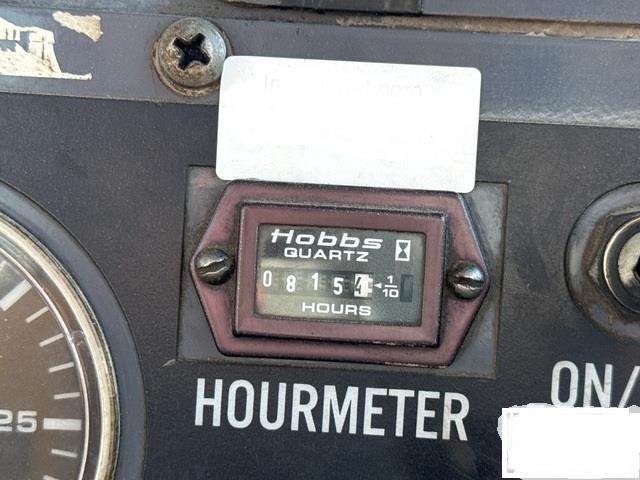 Hobbs
QUARTZ
0 8 1 5 4 ◄ 1/10
HOURS
HOURMETER
ON/
25